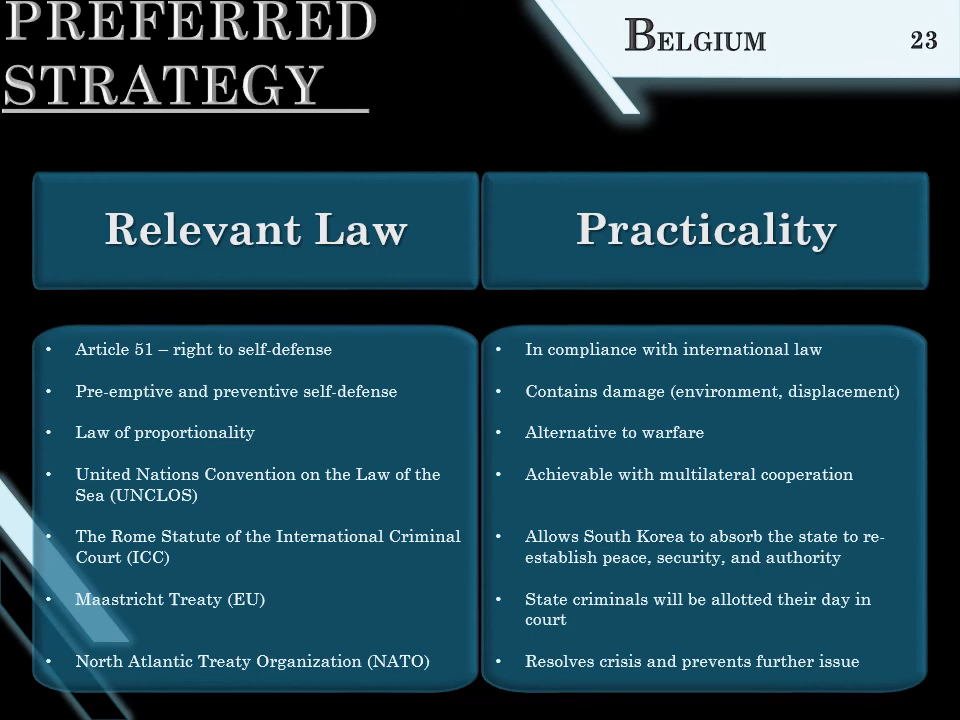 PREFERRED
STRATEGY
BELGIUM
23
Relevant Law
Practicality
• Article 51 – right to self-defense
• Pre-emptive and preventive self-defense
• Law of proportionality
• United Nations Convention on the Law of the
Sea (UNCLOS)
• The Rome Statute of the International Criminal
Court (ICC)
• Maastricht Treaty (EU)
• North Atlantic Treaty Organization (NATO)
• In compliance with international law
• Contains damage (environment, displacement)
• Alternative to warfare
• Achievable with multilateral cooperation
• Allows South Korea to absorb the state to re-
establish peace, security, and authority
• State criminals will be allotted their day in
court
• Resolves crisis and prevents further issue